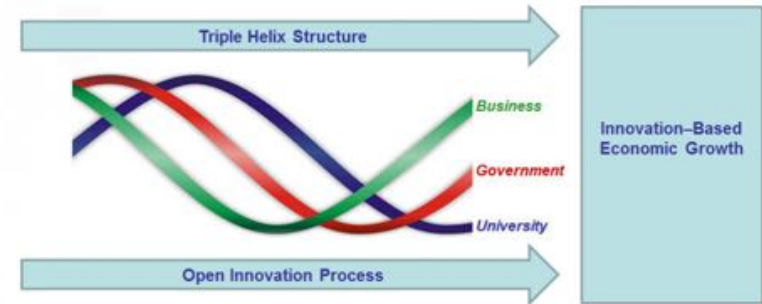 Triple Helix Structure
Business
Innovation–Based
Economic Growth
Government
University
Open Innovation Process